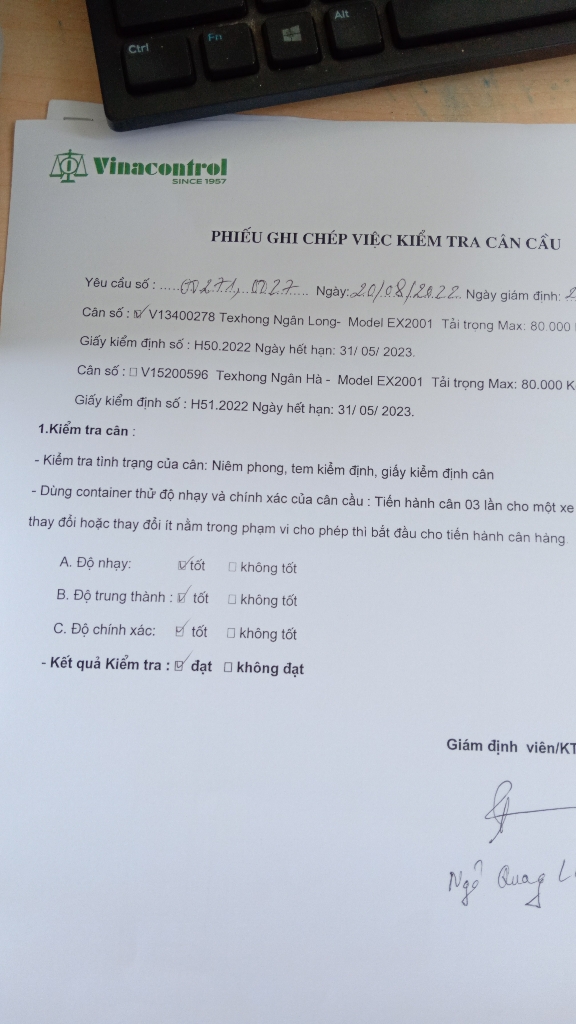 Ctrl
Fn
Alt
Vinacontrol
SINCE 1957
PHIẾU GHI CHÉP VIỆC KIỂM TRA CÂN CẦU
Yêu cầu số : Ngày: 20/08/2022 Ngày giám định: 2
Cân số : ☑ V13400278 Texhong Ngân Long- Model EX2001 Tải trọng Max: 80.000
Giấy kiểm định số : H50.2022 Ngày hết hạn: 31/ 05/ 2023.
Cân số : ☐ V15200596 Texhong Ngân Hà - Model EX2001 Tải trọng Max: 80.000 K
Giấy kiểm định số : H51.2022 Ngày hết hạn: 31/ 05/ 2023.
1.Kiểm tra cân :
- Kiểm tra tình trạng của cân: Niêm phong, tem kiểm định, giấy kiểm định cân
- Dùng container thử độ nhạy và chính xác của cân cầu : Tiến hành cân 03 lần cho một xe
thay đổi hoặc thay đổi ít nằm trong phạm vi cho phép thì bắt đầu cho tiến hành cân hàng
A. Độ nhạy: ☑ tốt ☐ không tốt
B. Độ trung thành : ☑ tốt ☐ không tốt
C. Độ chính xác: ☑ tốt ☐ không tốt
- Kết quả Kiểm tra : ☑ đạt ☐ không đạt
Giám định viên/KT
Ngô Quag L